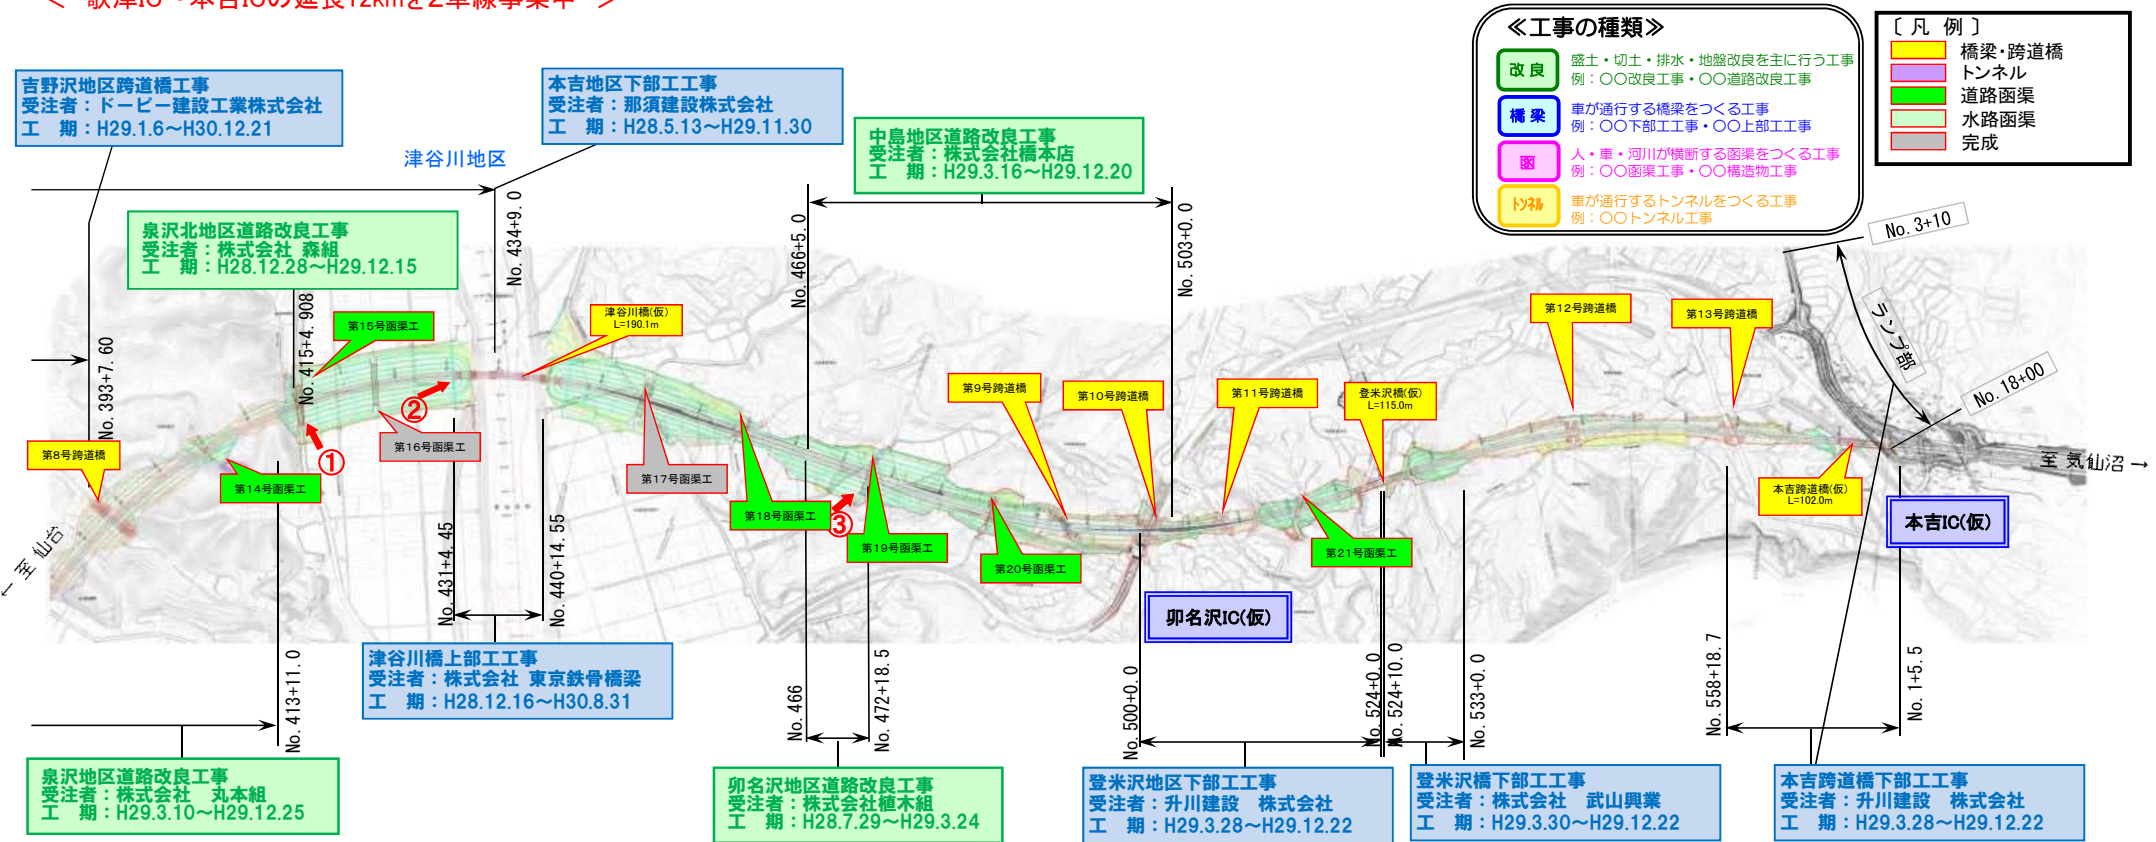 ＜ 歌津IC～本吉ICの延長12kmを2車線事業中 ＞
≪工事の種類≫
改 良
盛土・切土・排水・地盤改良を主に行う工事
例：〇〇改良工事・〇〇道路改良工事
橋 梁
車が通行する橋梁をつくる工事
例：〇〇下部工工事・〇〇上部工工事
函
人・車・河川が横断する函渠をつくる工事
例：〇〇函渠工事・〇〇構造物工事
トンネル
車が通行するトンネルをつくる工事
例：〇〇トンネル工事
〔 凡 例 〕
橋梁・跨道橋
トンネル
道路函渠
水路函渠
完成
吉野沢地区跨道橋工事
受注者：ドーピー建設工業株式会社
工 期：H29.1.6～H30.12.21
本吉地区下部工工事
受注者：那須建設株式会社
工 期：H28.5.13～H29.11.30
津谷川地区
中島地区道路改良工事
受注者：株式会社橋本店
工 期：H29.3.16～H29.12.20
泉沢北地区道路改良工事
受注者：株式会社 森組
工 期：H28.12.28～H29.12.15
No. 393+7. 60
No. 415+4. 908
No. 434+9. 0
No. 466+5. 0
No. 503+0. 0
No. 3+10
ランプ部
No. 18+00
第15号函渠工
津谷川橋(仮)
L=190.1m
第12号跨道橋
第13号跨道橋
第9号跨道橋
第10号跨道橋
第11号跨道橋
登米沢橋(仮)
L=115.0m
②
①
③
第8号跨道橋
第14号函渠工
第16号函渠工
第17号函渠工
第18号函渠工
第19号函渠工
第20号函渠工
第21号函渠工
本吉跨道橋(仮)
L=102.0m
至 気仙沼 →
← 至 仙台
本吉IC(仮)
卯名沢IC(仮)
No. 431+4. 45
No. 440+14. 55
No. 413+11. 0
No. 466
No. 472+18. 5
No. 500+0. 0
No. 524+0. 0
No. 524+10. 0
No. 533+0. 0
No. 558+18. 7
No. 1+5. 5
津谷川橋上部工工事
受注者：株式会社 東京鉄骨橋梁
工 期：H28.12.16～H30.8.31
泉沢地区道路改良工事
受注者：株式会社 丸本組
工 期：H29.3.10～H29.12.25
卯名沢地区道路改良工事
受注者：株式会社植木組
工 期：H28.7.29～H29.3.24
登米沢地区下部工工事
受注者：升川建設 株式会社
工 期：H29.3.28～H29.12.22
登米沢橋下部工工事
受注者：株式会社 武山興業
工 期：H29.3.30～H29.12.22
本吉跨道橋下部工工事
受注者：升川建設 株式会社
工 期：H29.3.28～H29.12.22